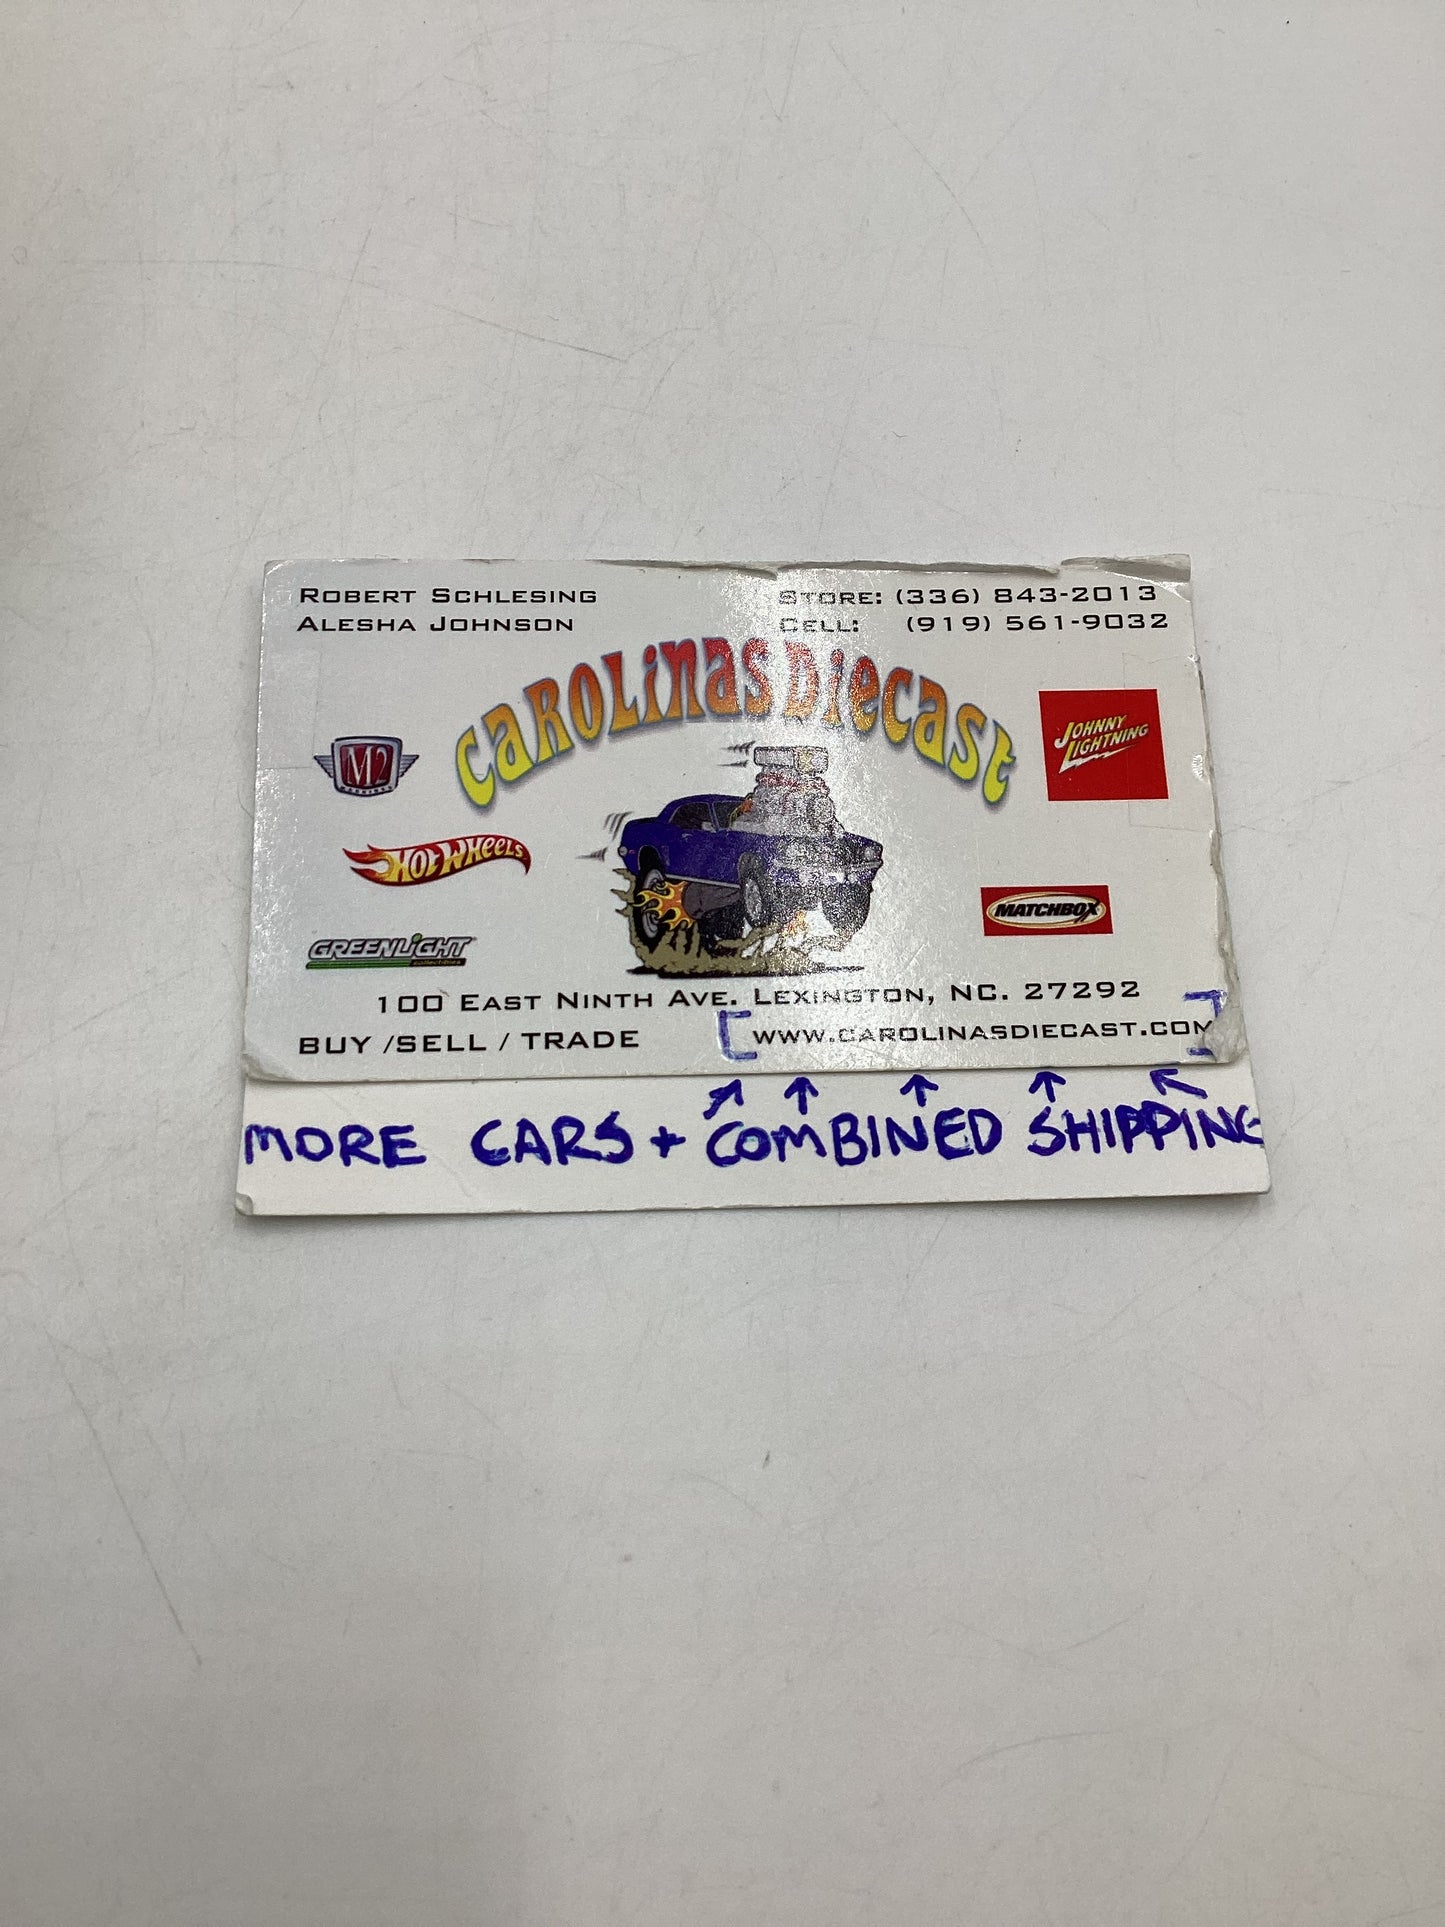 ROBERT SCHLESING
ALESHA JOHNSON
STORE: (336) 843-2013
CELL: (919) 561-9032
CAROLINAS DIECAST
M2
MACHINES
JOHNNY
LIGHTNING
HOT WHEELS
MATCHBOX
GREENLIGHT
collectibles
100 EAST NINTH AVE. LEXINGTON, NC. 27292
BUY /SELL / TRADE
[WWW.CAROLINASDIECAST.COM]
↗ ↑ ↑ ↑ ↖
MORE CARS + COMBINED SHIPPING